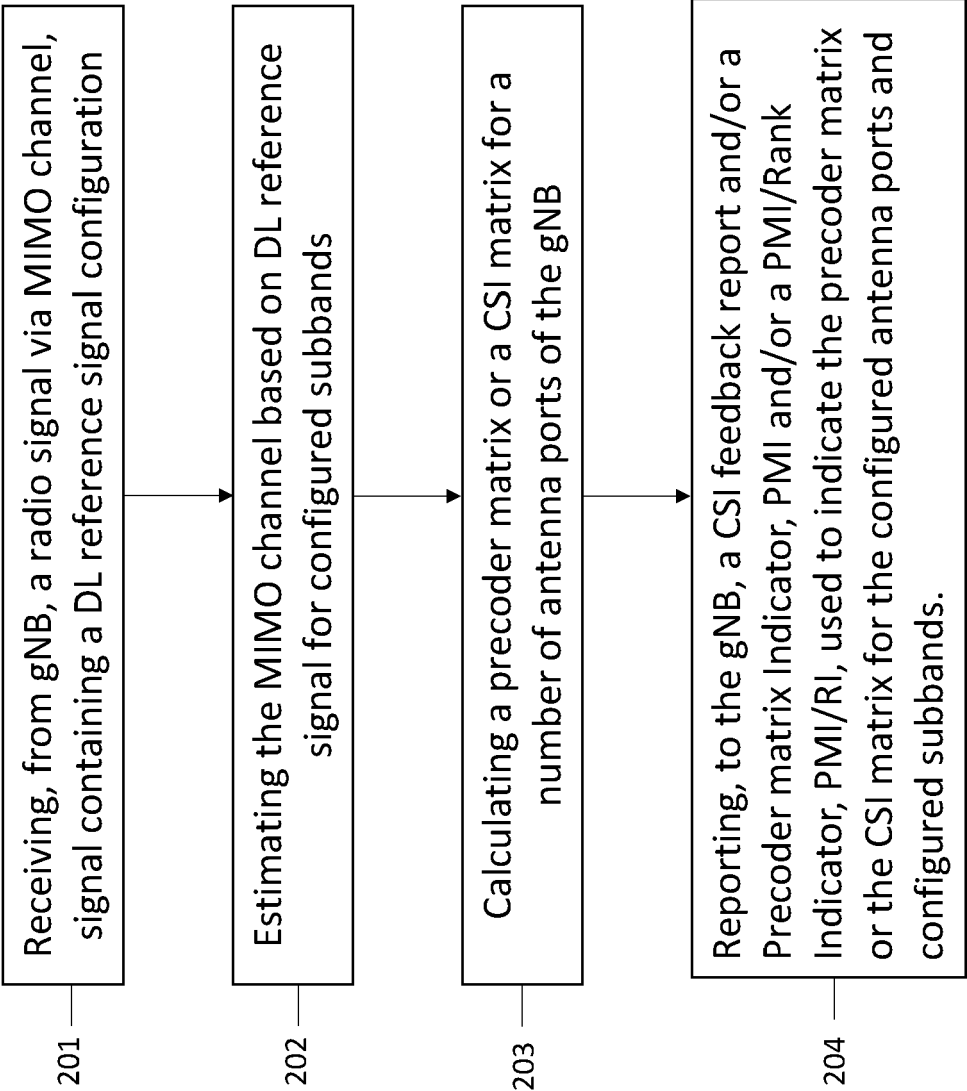 201
Receiving, from gNB, a radio signal via MIMO channel,
signal containing a DL reference signal configuration
202
Estimating the MIMO channel based on DL reference
signal for configured subbands
203
Calculating a precoder matrix or a CSI matrix for a
number of antenna ports of the gNB
204
Reporting, to the gNB, a CSI feedback report and/or a
Precoder matrix Indicator, PMI and/or a PMI/Rank
Indicator, PMI/RI, used to indicate the precoder matrix
or the CSI matrix for the configured antenna ports and
configured subbands.